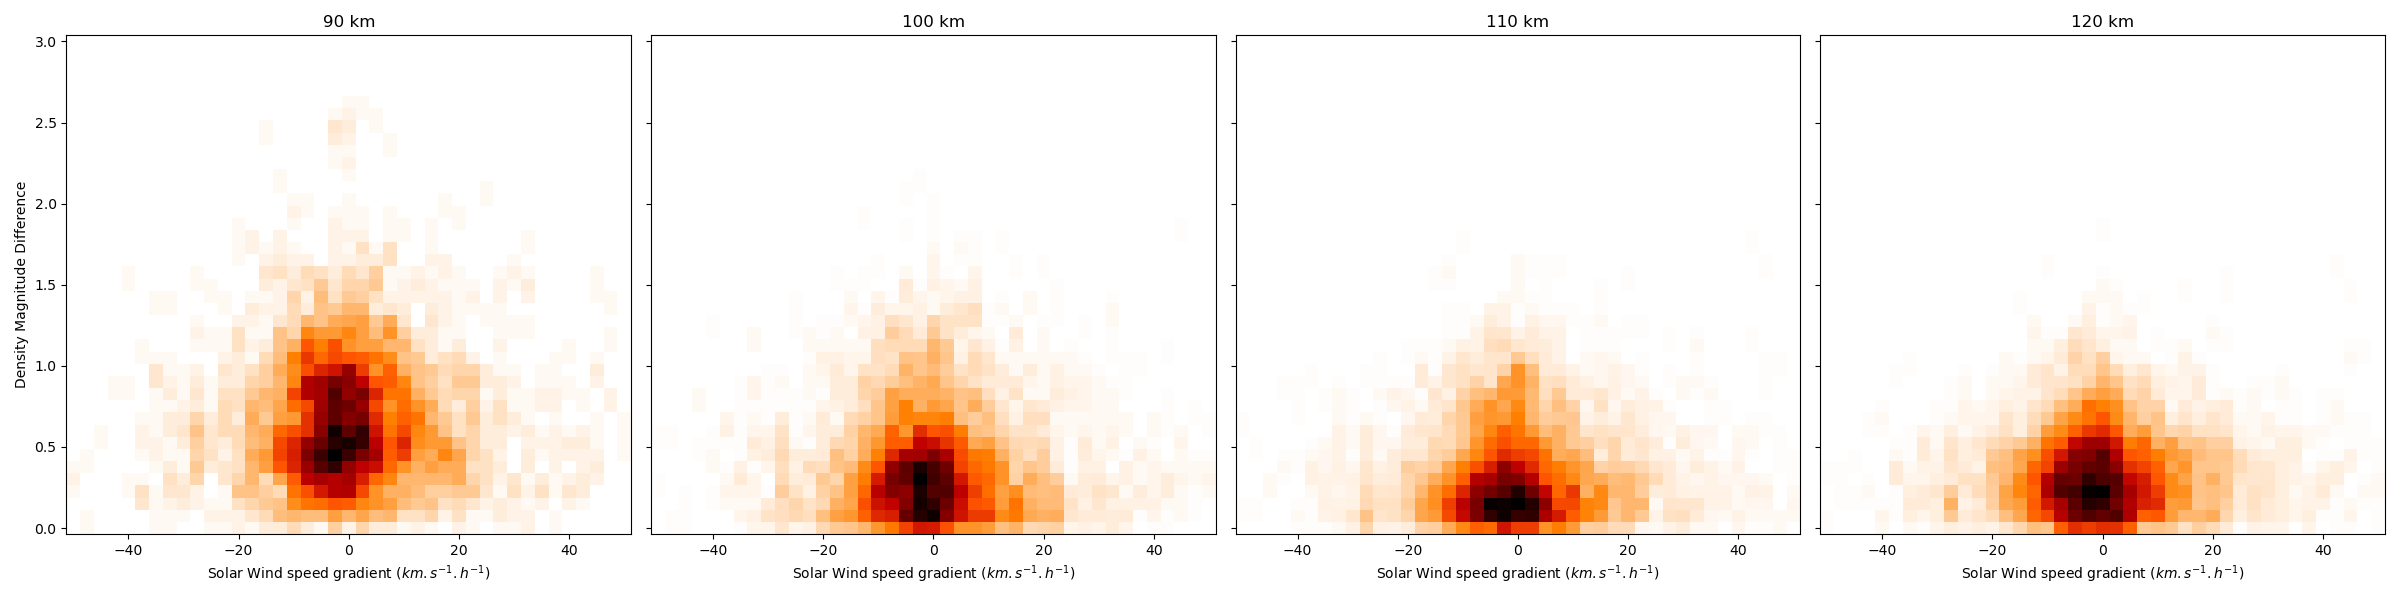 90 km
100 km
110 km
120 km
Density Magnitude Difference
3.0
2.5
2.0
1.5
1.0
0.5
0.0
−40 −20 0 20 40
−40 −20 0 20 40
−40 −20 0 20 40
−40 −20 0 20 40
Solar Wind speed gradient (km.s⁻¹.h⁻¹)
Solar Wind speed gradient (km.s⁻¹.h⁻¹)
Solar Wind speed gradient (km.s⁻¹.h⁻¹)
Solar Wind speed gradient (km.s⁻¹.h⁻¹)